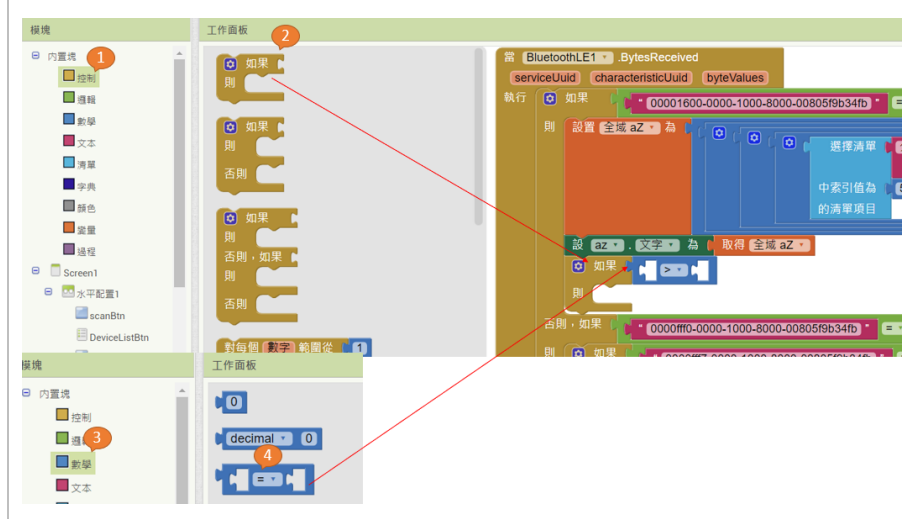 模塊
工作面板
內置塊
1
控制
邏輯
數學
文本
清單
字典
顏色
變量
過程
Screen1
水平配置1
scanBtn
DeviceListBtn
2
如果
則
如果
則
否則
如果
則
否則，如果
則
否則
對每個 數字 範圍從 1
當 BluetoothLE1 .BytesReceived
serviceUuid characteristicUuid byteValues
執行 如果 " 00001600-0000-1000-8000-00805f9b34fb " =
則 設置 全域 aZ 為
選擇清單
中索引值為 5
的清單項目
設 az . 文字 為 取得 全域 aZ
如果 >
則
否則，如果 " 0000fff0-0000-1000-8000-00805f9b34fb " =
則 如果
模塊
工作面板
內置塊
控制
3
數學
文本
0
decimal 0
4
=